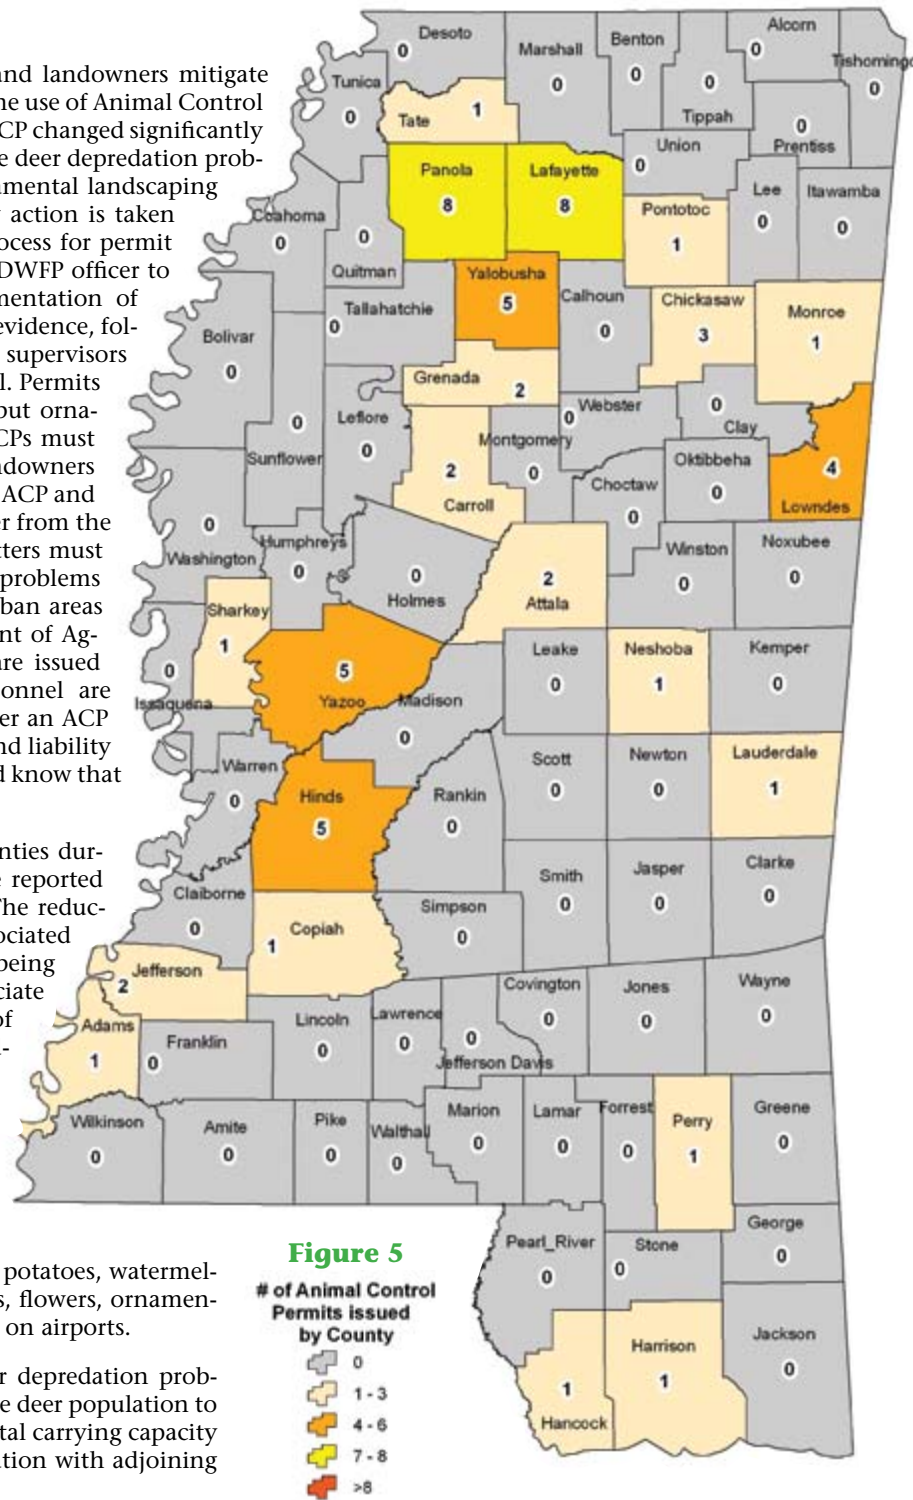 and landowners mitigate
he use of Animal Control
CP changed significantly
e deer depredation prob-
amental landscaping
y action is taken
rocess for permit
DWFP officer to
mentation of
evidence, fol-
supervisors
l. Permits
but orna-
CPs must
ndowners
ACP and
er from the
tters must
problems
ban areas
ent of Ag-
are issued
onnel are
er an ACP
nd liability
d know that
nties dur-
e reported
The reduc-
ociated
being
ciate
of
-
potatoes, watermel-
s, flowers, ornamen-
on airports.
r depredation prob-
e deer population to
tal carrying capacity
ation with adjoining
Desoto
0
Marshall
0
Benton
0
Tippah
0
Alcorn
0
Tishomingo
0
Prentiss
0
Tunica
0
Tate
1
Panola
8
Lafayette
8
Union
0
Pontotoc
1
Lee
0
Itawamba
0
Coahoma
0
Quitman
0
Yalobusha
5
Calhoun
0
Chickasaw
3
Monroe
1
Bolivar
0
Tallahatchie
0
Grenada
2
Sunflower
0
Leflore
0
Carroll
2
Montgomery
0
Webster
0
Clay
0
Lowndes
4
Oktibbeha
0
Choctaw
0
Washington
0
Humphreys
0
Holmes
0
Attala
2
Winston
0
Noxubee
0
Sharkey
1
Issaquena
0
Yazoo
5
Madison
0
Leake
0
Neshoba
1
Kemper
0
Warren
0
Hinds
5
Rankin
0
Scott
0
Newton
0
Lauderdale
1
Claiborne
0
Copiah
1
Simpson
0
Smith
0
Jasper
0
Clarke
0
Jefferson
2
Adams
1
Franklin
0
Lincoln
0
Lawrence
0
Jefferson Davis
0
Covington
0
Jones
0
Wayne
0
Wilkinson
0
Amite
0
Pike
0
Walthall
0
Marion
0
Lamar
0
Forrest
0
Perry
1
Greene
0
Pearl_River
0
Stone
0
George
0
Hancock
1
Harrison
1
Jackson
0
Figure 5
# of Animal Control
Permits issued
by County
0
1 - 3
4 - 6
7 - 8
>8